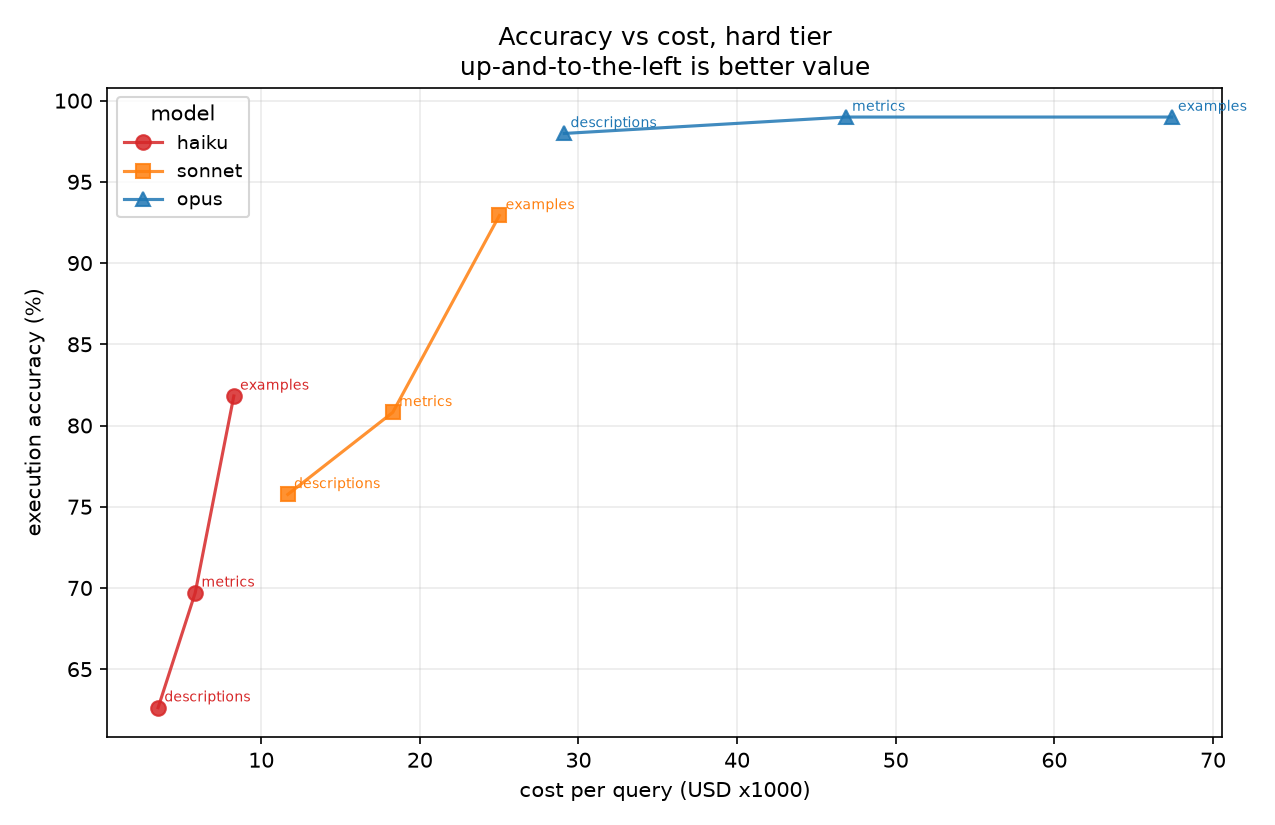 Accuracy vs cost, hard tier
up-and-to-the-left is better value
model
haiku
sonnet
opus
descriptions
metrics
examples
examples
metrics
descriptions
examples
metrics
descriptions
execution accuracy (%)
100
95
90
85
80
75
70
65
10 20 30 40 50 60 70
cost per query (USD x1000)